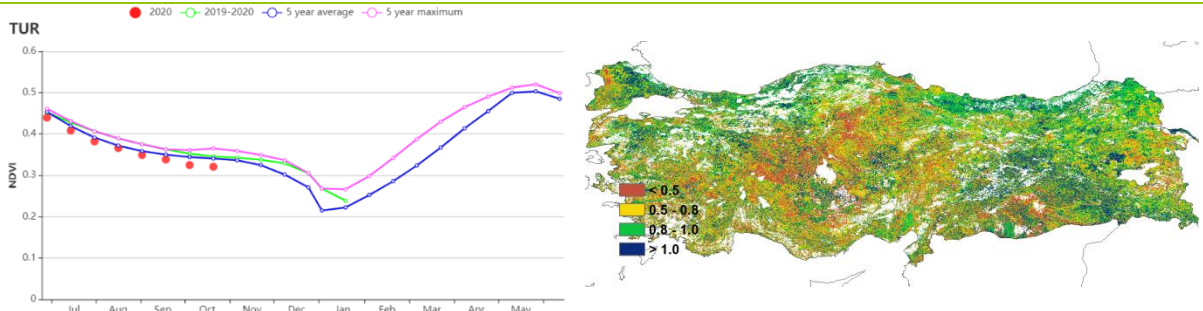 2020 2019-2020 5 year average 5 year maximum
TUR
0.6
0.5
0.4
0.3
0.2
0.1
0
NDVI
Jul Aug Sep Oct Nov Dec Jan Feb Mar Apr May
< 0.5
0.5 - 0.8
0.8 - 1.0
> 1.0